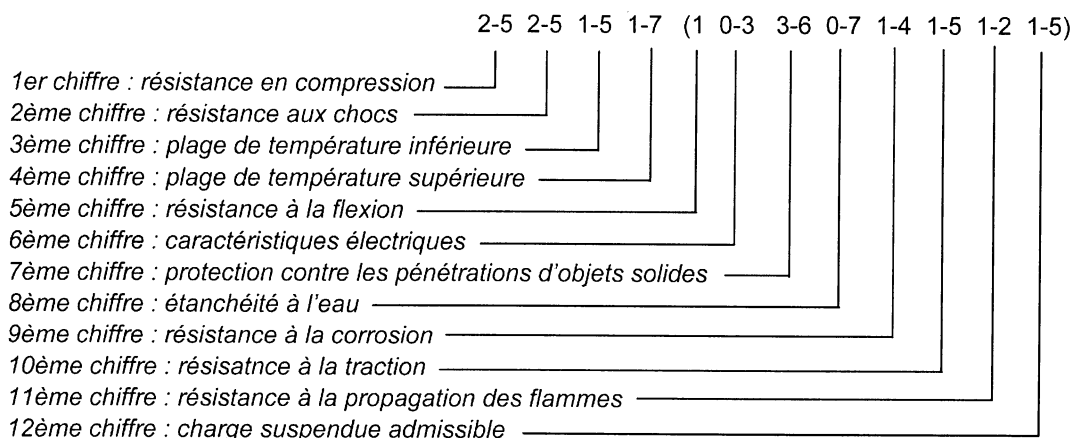 2-5 2-5 1-5 1-7 (1 0-3 3-6 0-7 1-4 1-5 1-2 1-5)
1er chiffre : résistance en compression
2ème chiffre : résistance aux chocs
3ème chiffre : plage de température inférieure
4ème chiffre : plage de température supérieure
5ème chiffre : résistance à la flexion
6ème chiffre : caractéristiques électriques
7ème chiffre : protection contre les pénétrations d'objets solides
8ème chiffre : étanchéité à l'eau
9ème chiffre : résistance à la corrosion
10ème chiffre : résisatnce à la traction
11ème chiffre : résistance à la propagation des flammes
12ème chiffre : charge suspendue admissible